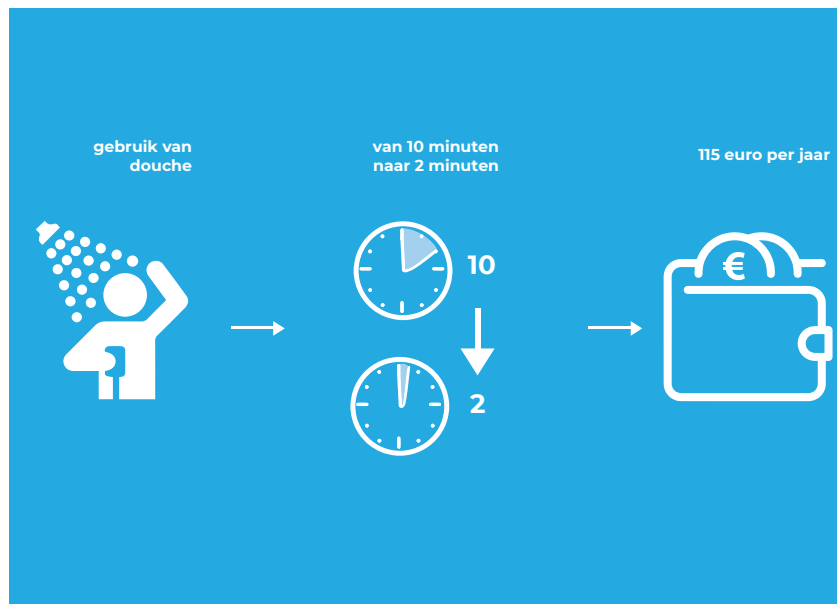 gebruik van
douche
van 10 minuten
naar 2 minuten
115 euro per jaar
€
10
2